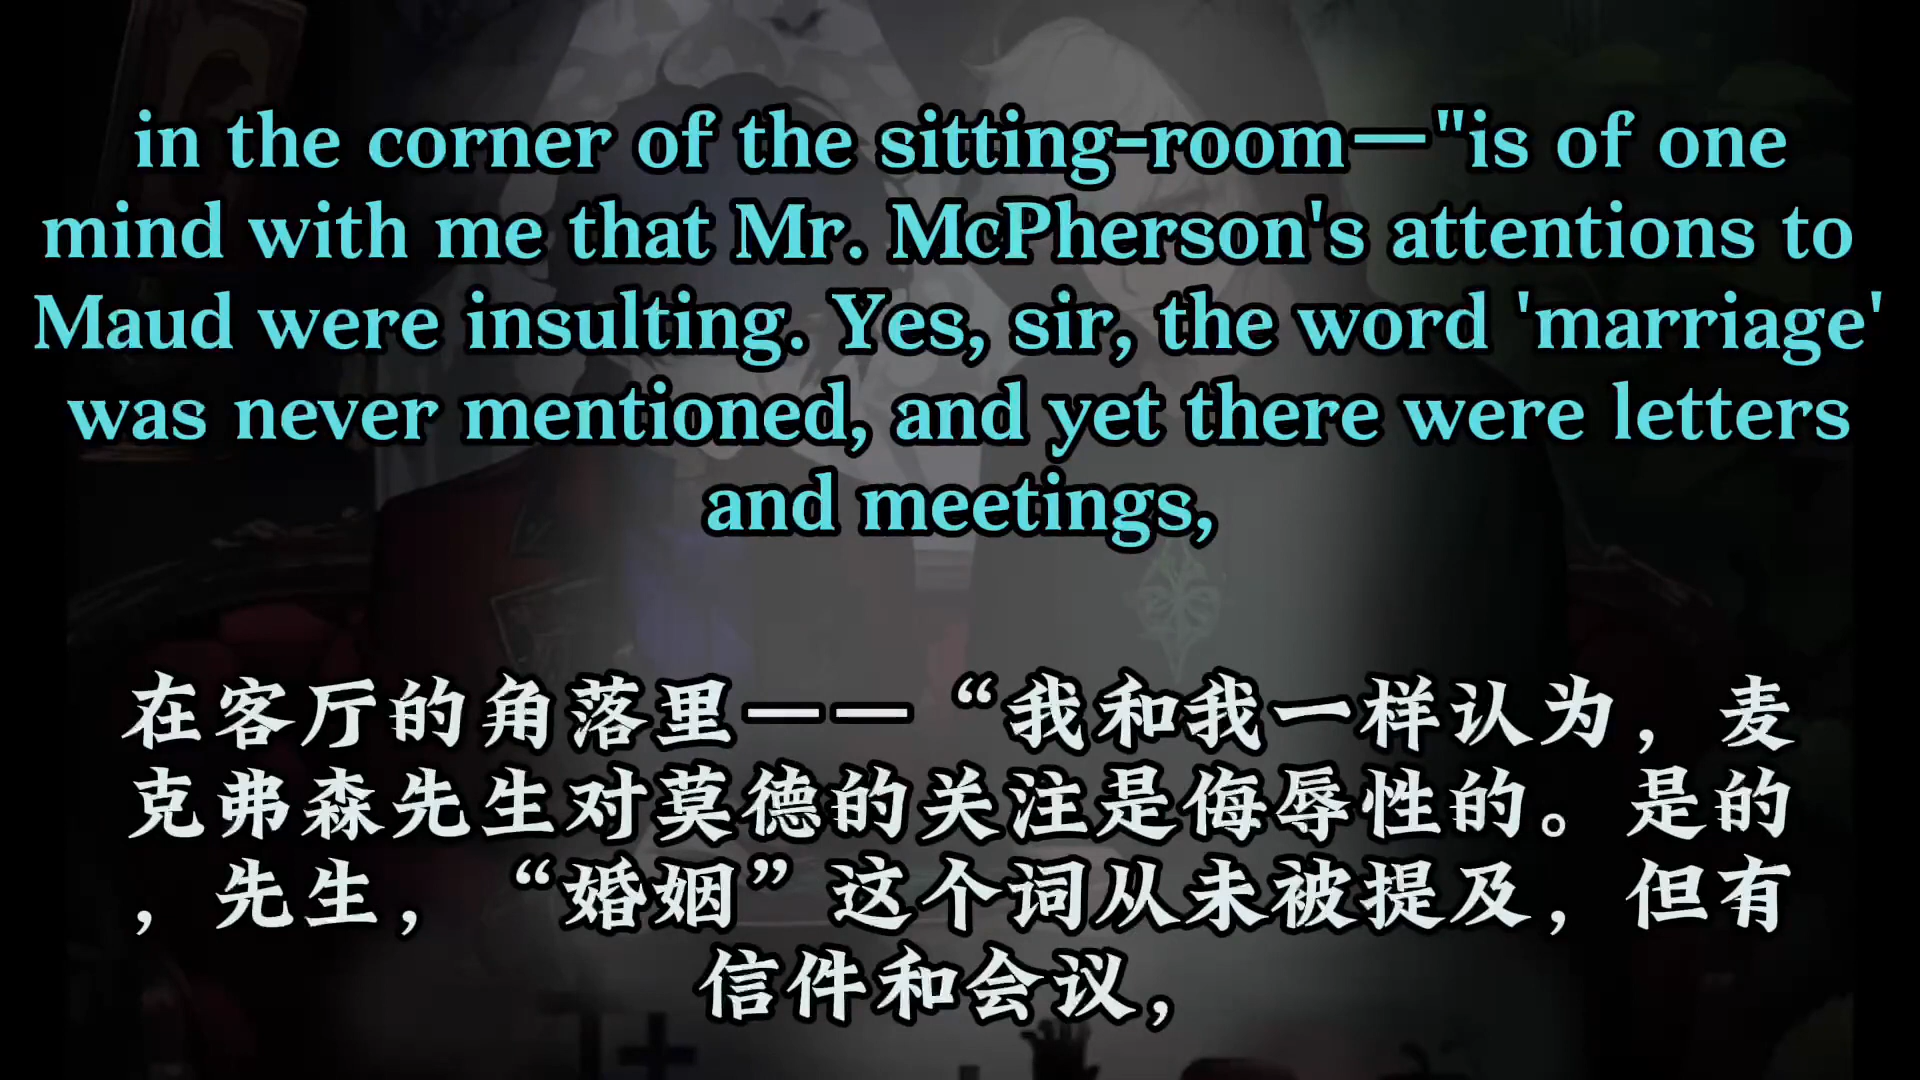 in the corner of the sitting-room—"is of one
mind with me that Mr. McPherson's attentions to
Maud were insulting. Yes, sir, the word 'marriage'
was never mentioned, and yet there were letters
and meetings,
在客厅的角落里——“我和我一样认为，麦
克弗森先生对莫德的关注是侮辱性的。是的
，先生，“婚姻”这个词从未被提及，但有
信件和会议，